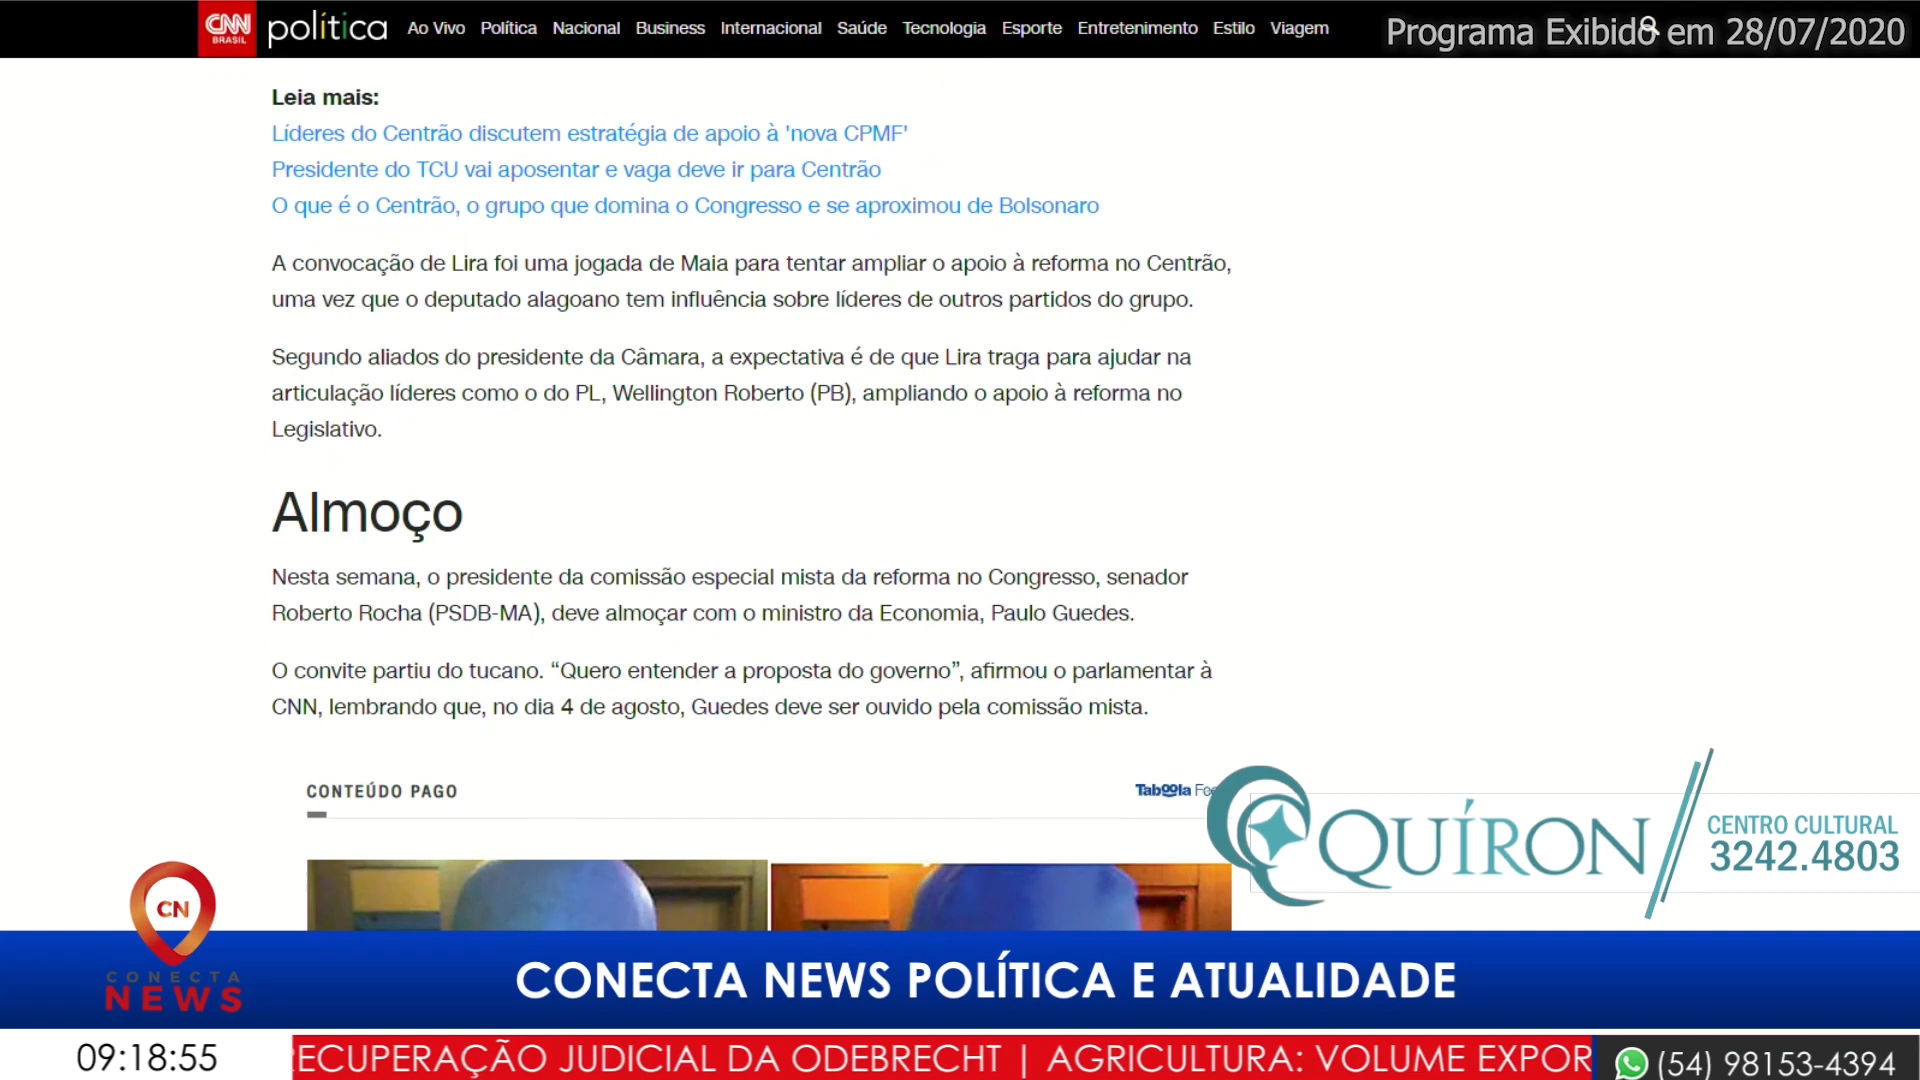 CNN BRASIL política Ao Vivo Política Nacional Business Internacional Saúde Tecnologia Esporte Entretenimento Estilo Viagem Programa Exibido em 28/07/2020
Leia mais:
Líderes do Centrão discutem estratégia de apoio à 'nova CPMF'
Presidente do TCU vai aposentar e vaga deve ir para Centrão
O que é o Centrão, o grupo que domina o Congresso e se aproximou de Bolsonaro
A convocação de Lira foi uma jogada de Maia para tentar ampliar o apoio à reforma no Centrão,
uma vez que o deputado alagoano tem influência sobre líderes de outros partidos do grupo.
Segundo aliados do presidente da Câmara, a expectativa é de que Lira traga para ajudar na
articulação líderes como o do PL, Wellington Roberto (PB), ampliando o apoio à reforma no
Legislativo.
Almoço
Nesta semana, o presidente da comissão especial mista da reforma no Congresso, senador
Roberto Rocha (PSDB-MA), deve almoçar com o ministro da Economia, Paulo Guedes.
O convite partiu do tucano. “Quero entender a proposta do governo”, afirmou o parlamentar à
CNN, lembrando que, no dia 4 de agosto, Guedes deve ser ouvido pela comissão mista.
CONTEÚDO PAGO
Taboola Fee
QUÍRON
CENTRO CULTURAL
3242.4803
CN
CONECTA
NEWS
CONECTA NEWS POLÍTICA E ATUALIDADE
09:18:55
ECUPERAÇÃO JUDICIAL DA ODEBRECHT | AGRICULTURA: VOLUME EXPOR
(54) 98153-4394